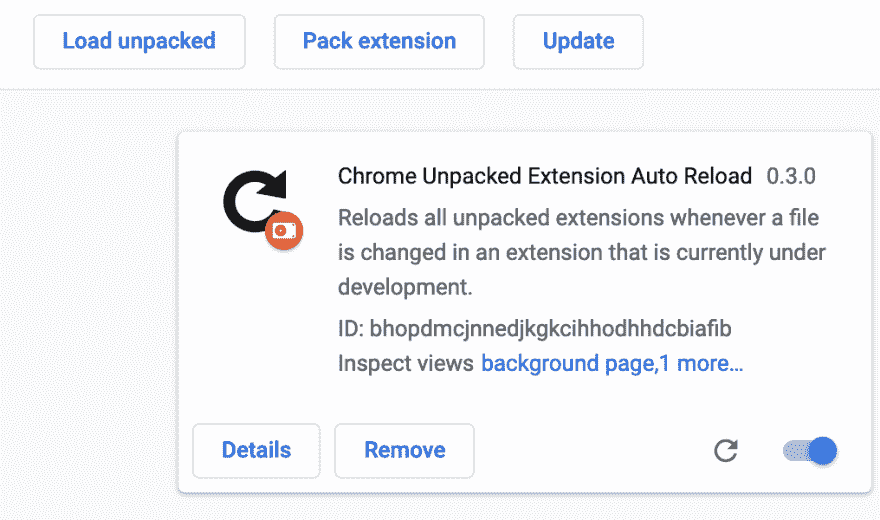 Load unpacked
Pack extension
Update
Chrome Unpacked Extension Auto Reload 0.3.0
Reloads all unpacked extensions whenever a file
is changed in an extension that is currently under
development.
ID: bhopdmcjnnedjkgkcihhodhhdcbiafib
Inspect views background page,1 more...
Details
Remove